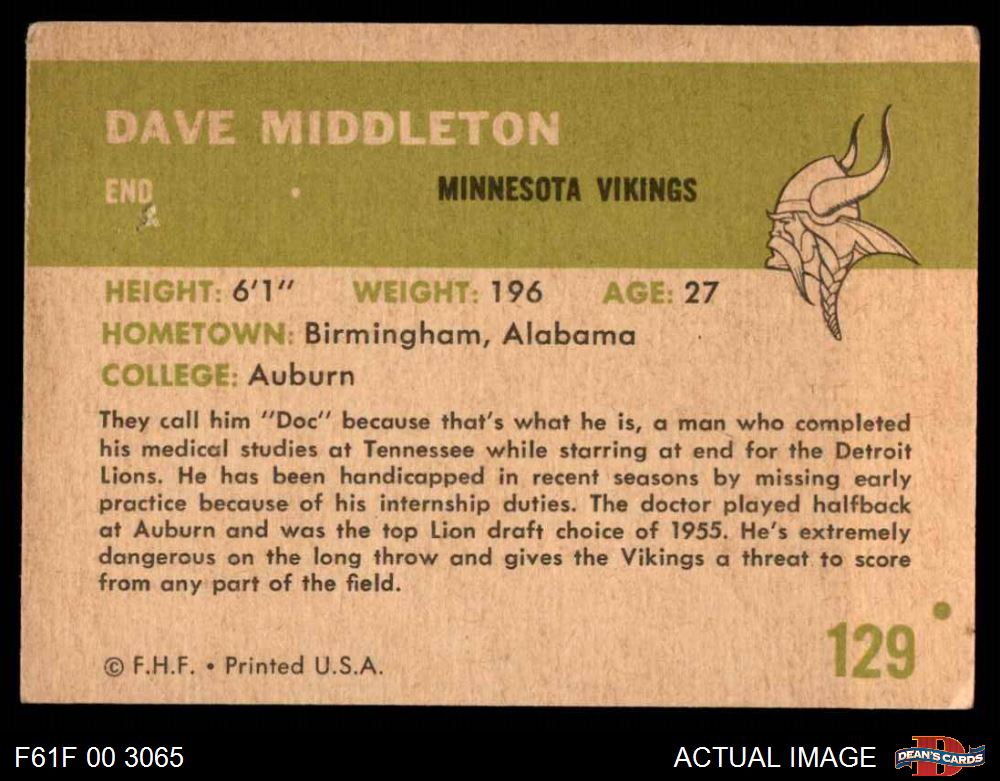 DAVE MIDDLETON
END
MINNESOTA VIKINGS
HEIGHT: 6'1" WEIGHT: 196 AGE: 27
HOMETOWN: Birmingham, Alabama
COLLEGE: Auburn
They call him "Doc" because that's what he is, a man who completed
his medical studies at Tennessee while starring at end for the Detroit
Lions. He has been handicapped in recent seasons by missing early
practice because of his internship duties. The doctor played halfback
at Auburn and was the top Lion draft choice of 1955. He's extremely
dangerous on the long throw and gives the Vikings a threat to score
from any part of the field.
129
© F.H.F. • Printed U.S.A.
F61F 00 3065
ACTUAL IMAGE
D
DEAN'S CARDS